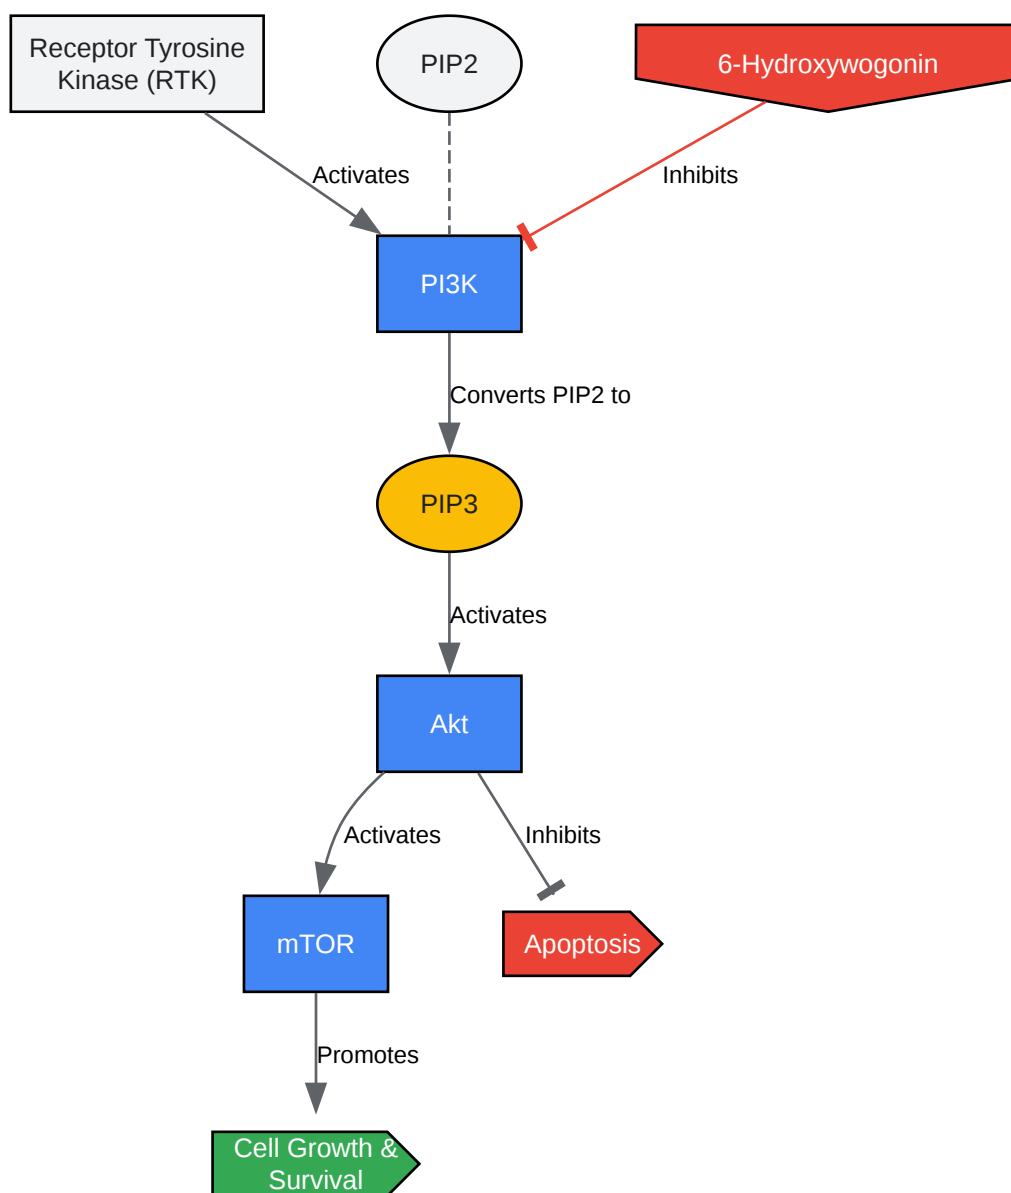 Receptor Tyrosine
Kinase (RTK)
PIP2
6-Hydroxywogonin
Activates
Inhibits
PI3K
Converts PIP2 to
PIP3
Activates
Akt
Activates
Inhibits
mTOR
Apoptosis
Promotes
Cell Growth &
Survival